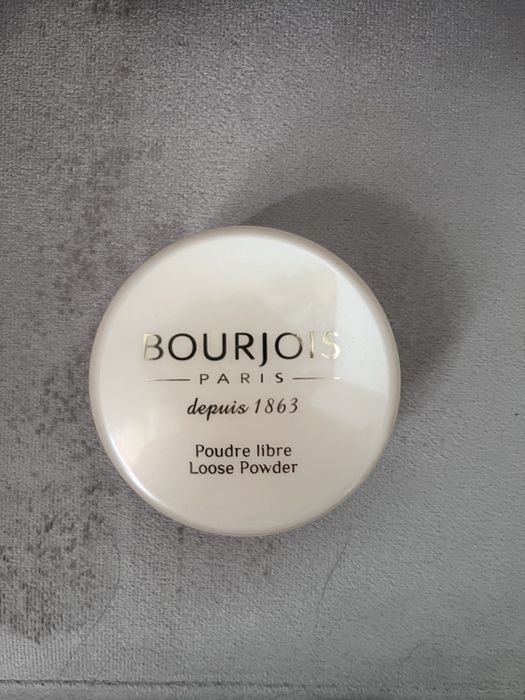 BOURJOIS
PARIS
depuis 1863
Poudre libre
Loose Powder